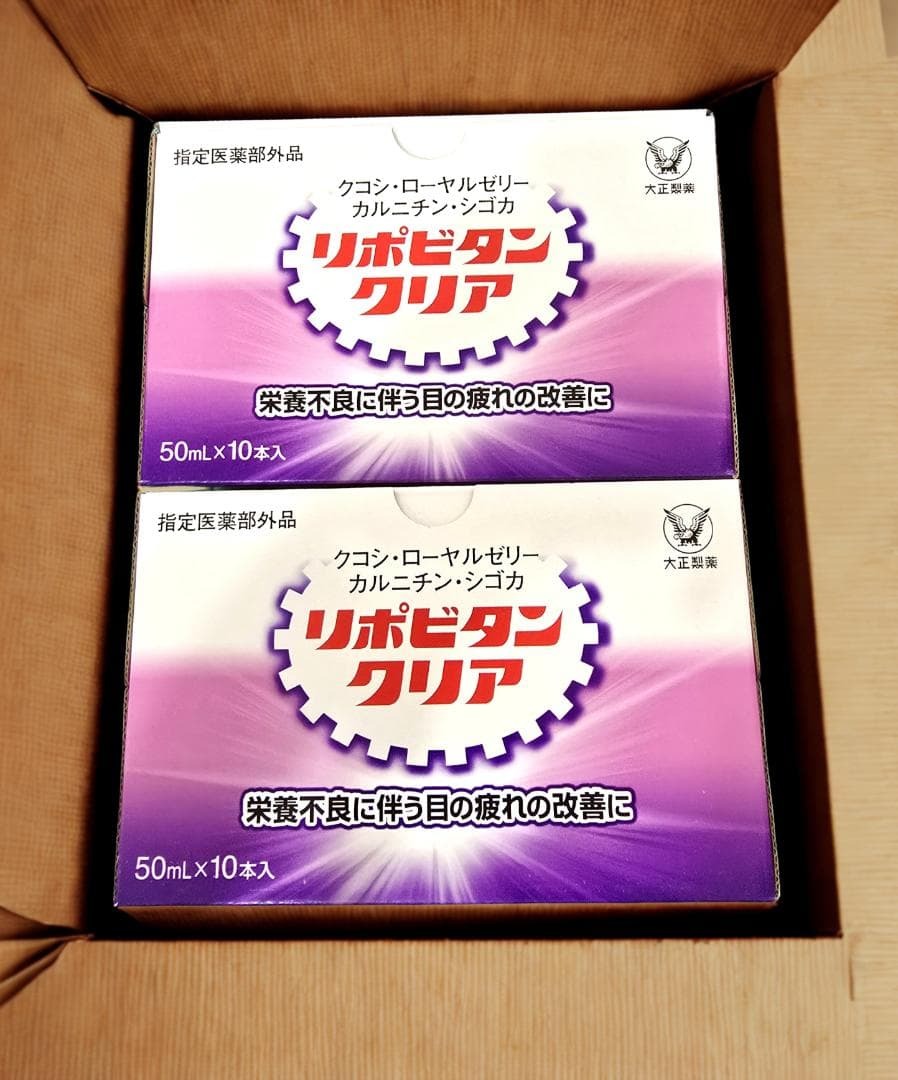 指定医薬部外品
大正製薬
クコシ・ローヤルゼリー
カルニチン・シゴカ
リポビタン
クリア
栄養不良に伴う目の疲れの改善に
50mL×10本入
指定医薬部外品
大正製薬
クコシ・ローヤルゼリー
カルニチン・シゴカ
リポビタン
クリア
栄養不良に伴う目の疲れの改善に
50mL×10本入